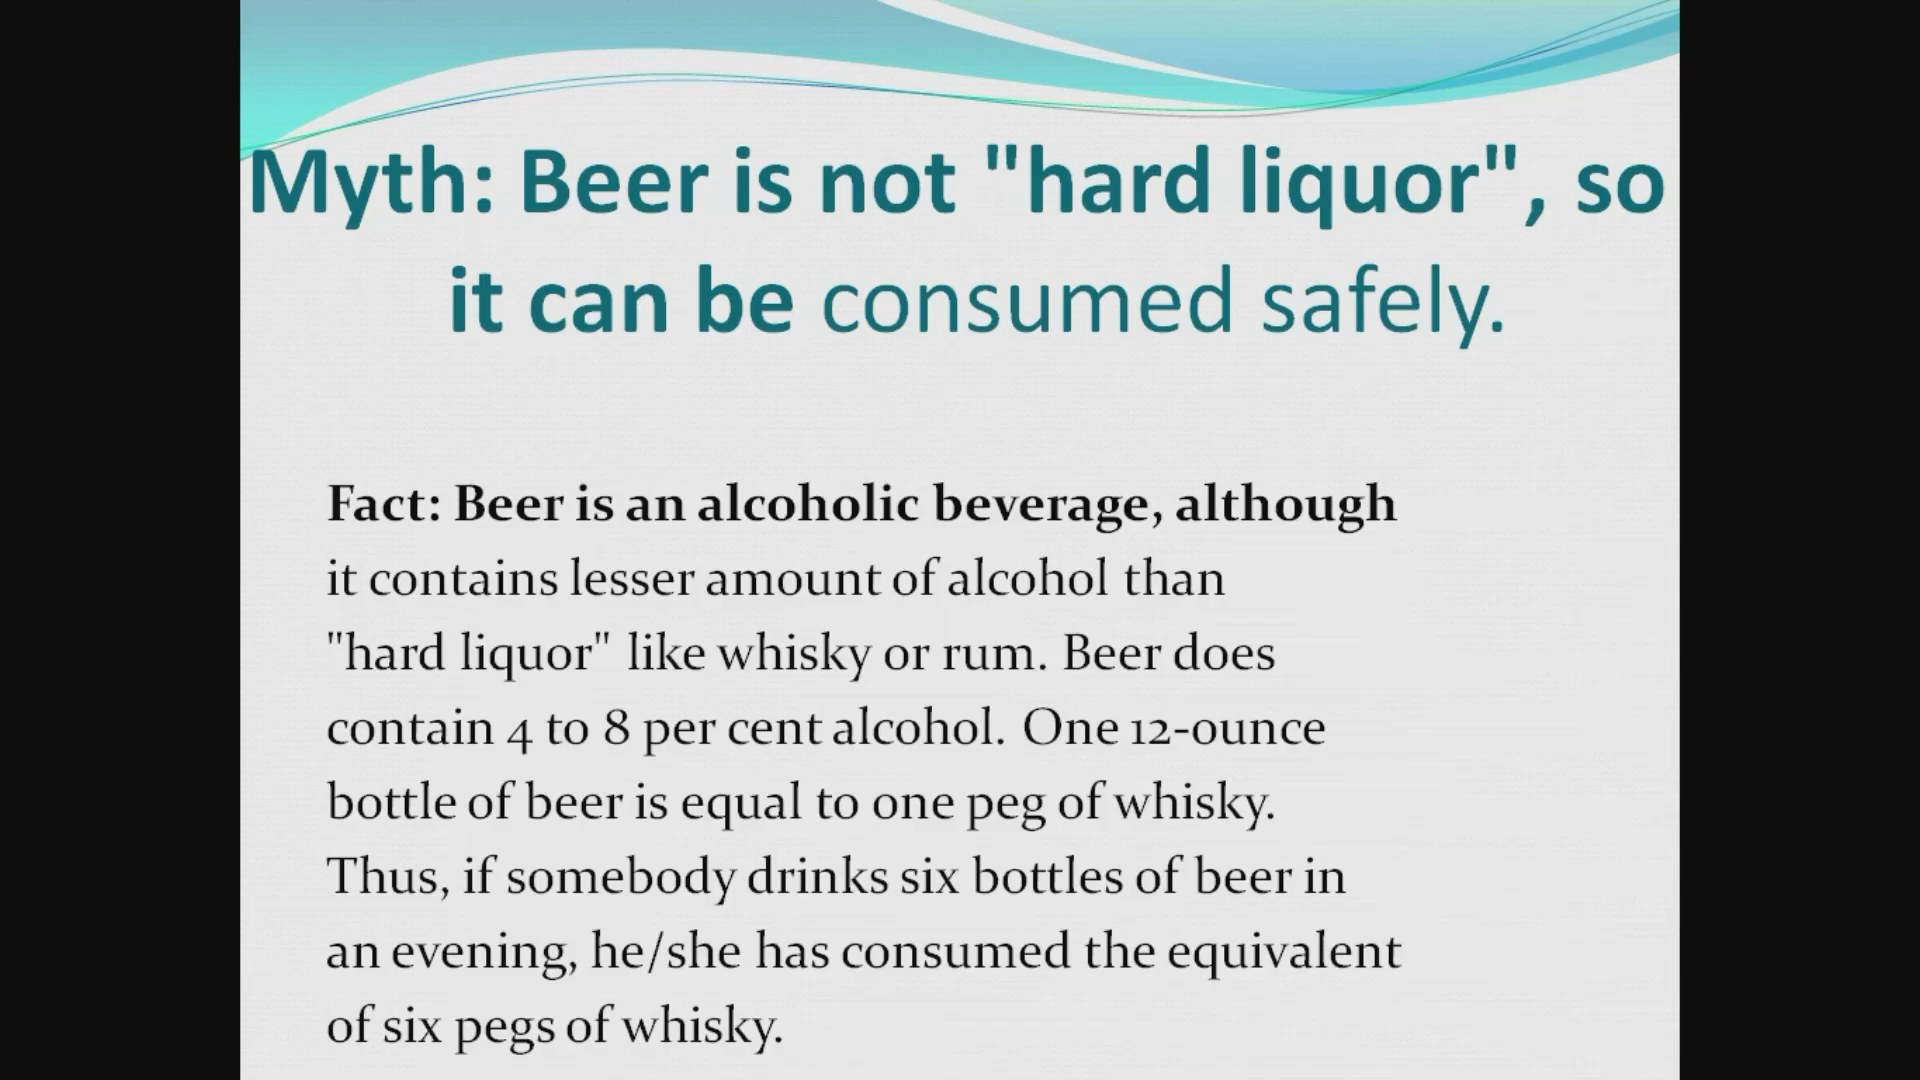 Myth: Beer is not "hard liquor", so
it can be consumed safely.
Fact: Beer is an alcoholic beverage, although
it contains lesser amount of alcohol than
"hard liquor" like whisky or rum. Beer does
contain 4 to 8 per cent alcohol. One 12-ounce
bottle of beer is equal to one peg of whisky.
Thus, if somebody drinks six bottles of beer in
an evening, he/she has consumed the equivalent
of six pegs of whisky.